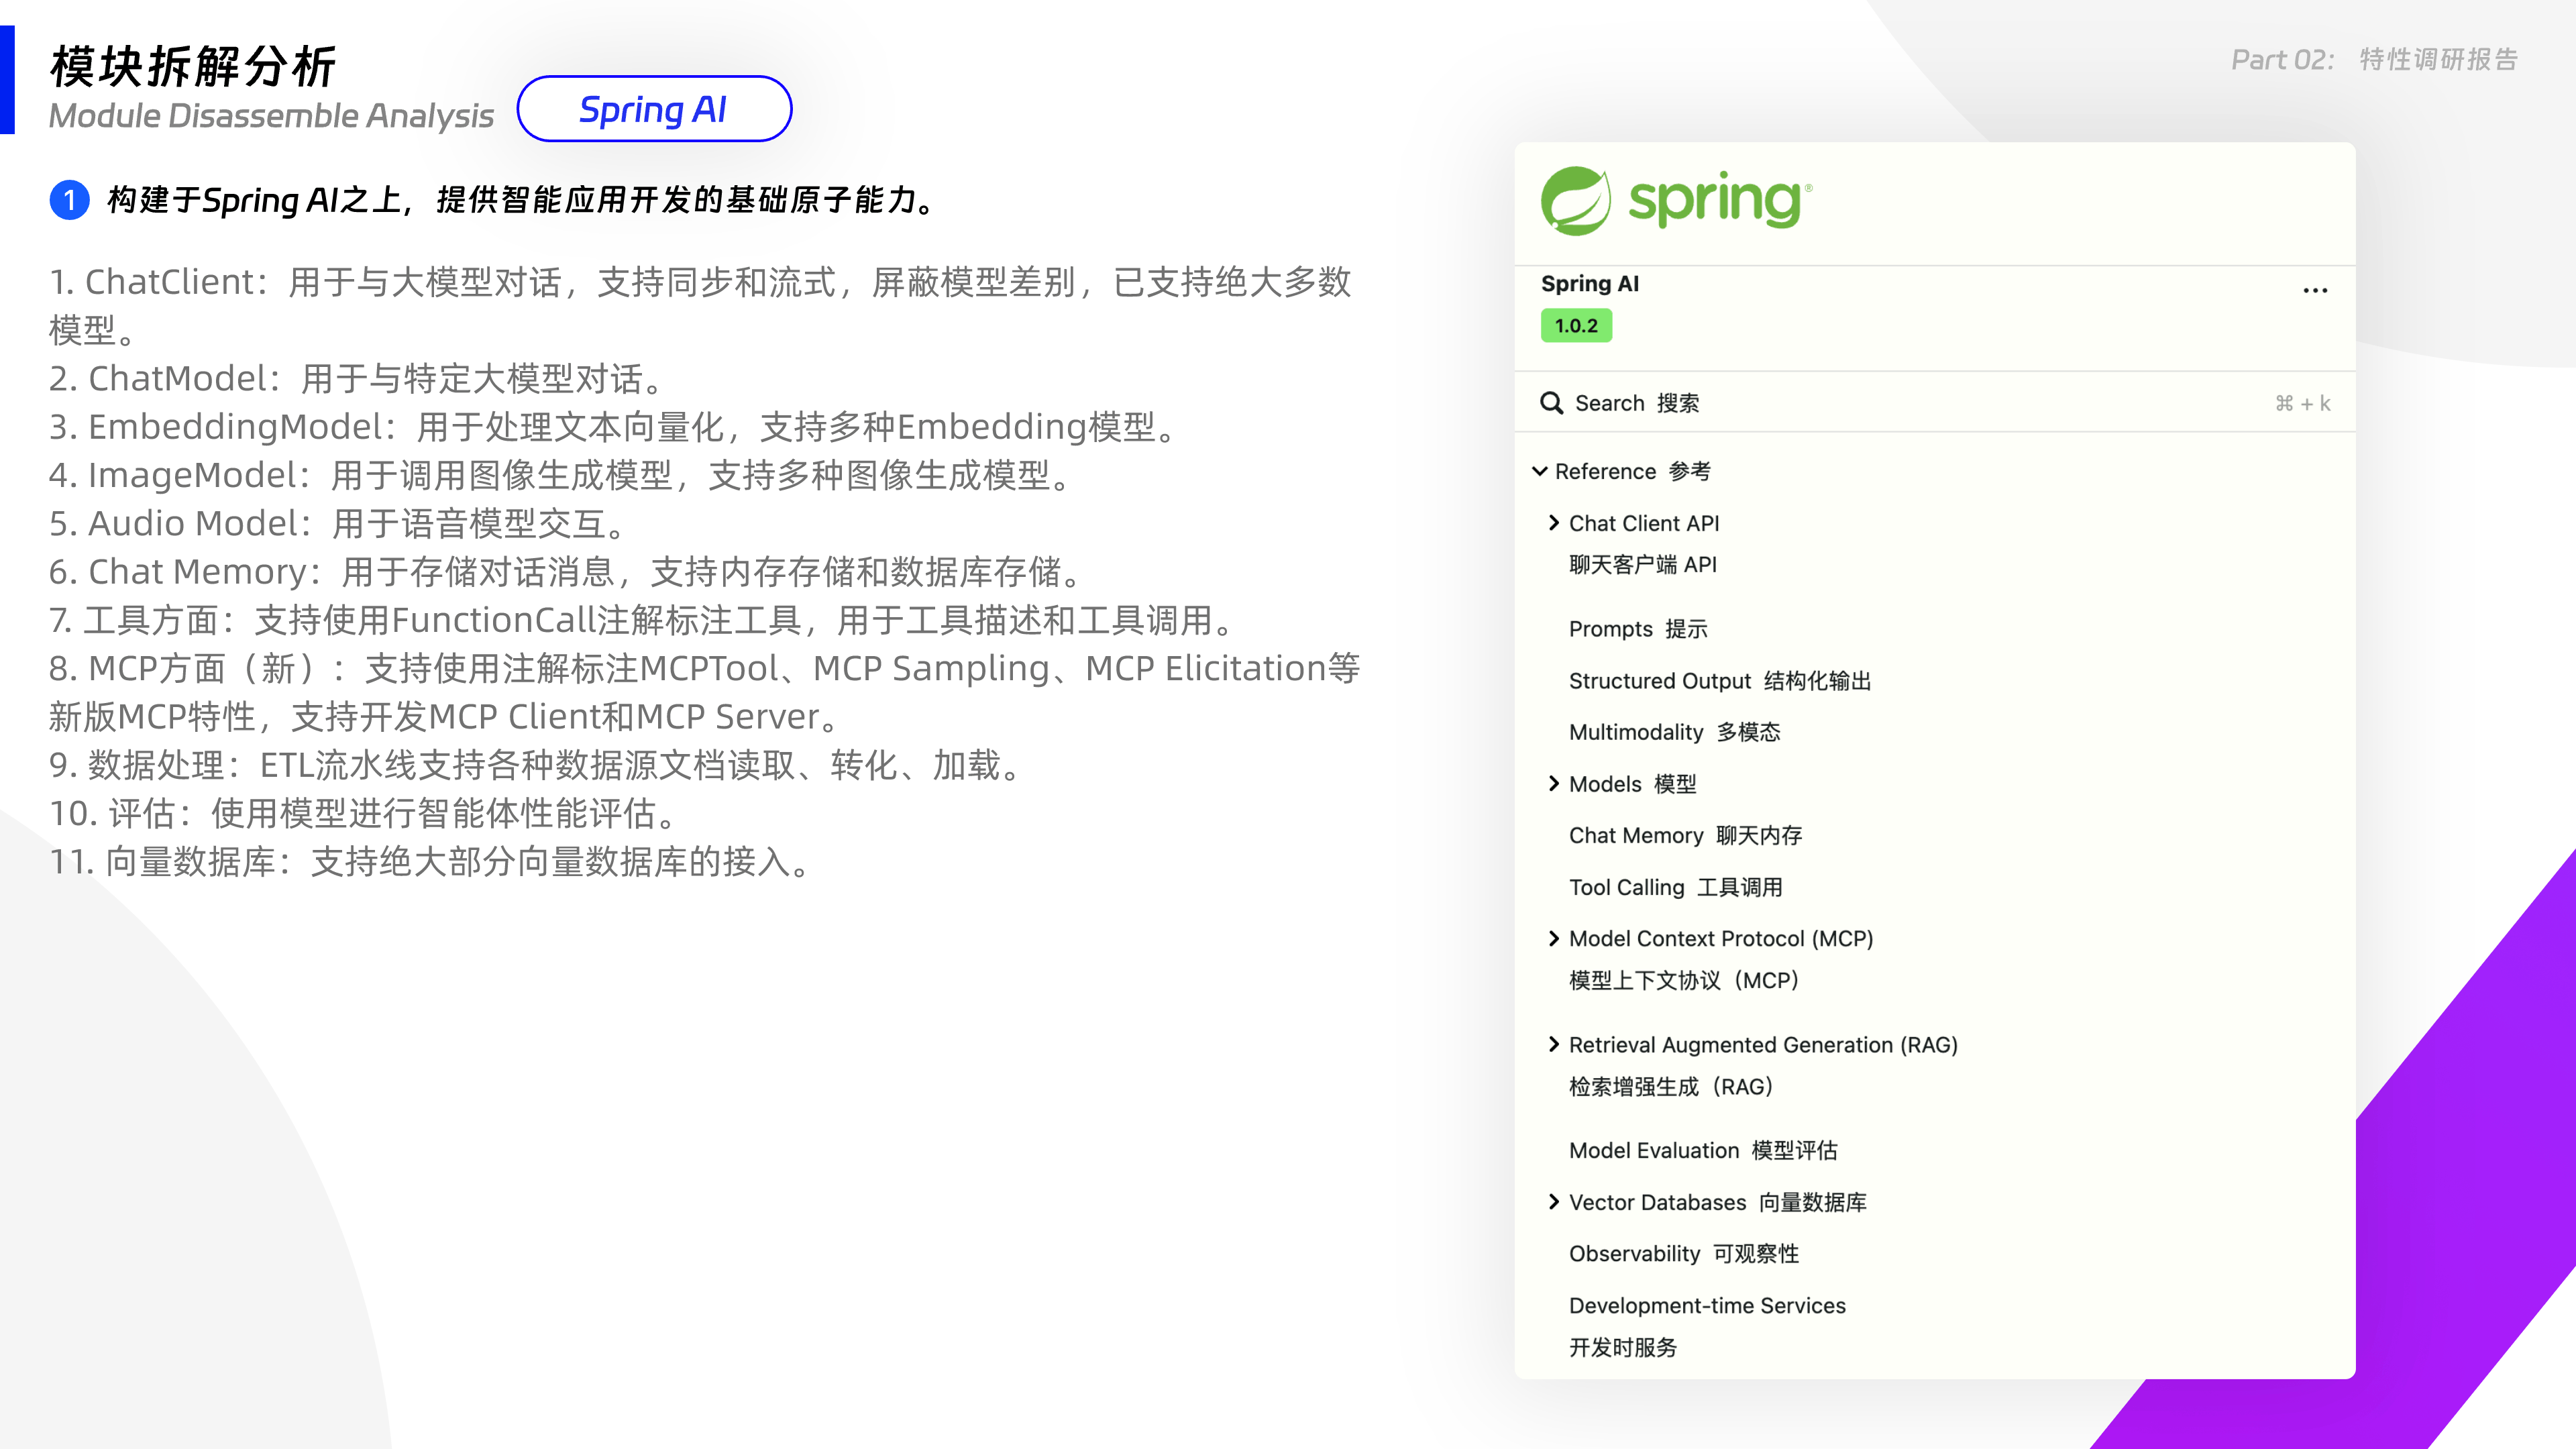 模块拆解分析
Module Disassemble Analysis
Spring AI
Part 02: 特性调研报告
1 构建于Spring AI之上，提供智能应用开发的基础原子能力。
1. ChatClient：用于与大模型对话，支持同步和流式，屏蔽模型差别，已支持绝大多数
模型。
2. ChatModel：用于与特定大模型对话。
3. EmbeddingModel：用于处理文本向量化，支持多种Embedding模型。
4. ImageModel：用于调用图像生成模型，支持多种图像生成模型。
5. Audio Model：用于语音模型交互。
6. Chat Memory：用于存储对话消息，支持内存存储和数据库存储。
7. 工具方面：支持使用FunctionCall注解标注工具，用于工具描述和工具调用。
8. MCP方面（新）：支持使用注解标注MCPTool、MCP Sampling、MCP Elicitation等
新版MCP特性，支持开发MCP Client和MCP Server。
9. 数据处理：ETL流水线支持各种数据源文档读取、转化、加载。
10. 评估：使用模型进行智能体性能评估。
11. 向量数据库：支持绝大部分向量数据库的接入。
spring®
Spring AI
...
1.0.2
Search 搜索
⌘ + k
Reference 参考
Chat Client API
聊天客户端 API
Prompts 提示
Structured Output 结构化输出
Multimodality 多模态
Models 模型
Chat Memory 聊天内存
Tool Calling 工具调用
Model Context Protocol (MCP)
模型上下文协议（MCP）
Retrieval Augmented Generation (RAG)
检索增强生成（RAG）
Model Evaluation 模型评估
Vector Databases 向量数据库
Observability 可观察性
Development-time Services
开发时服务